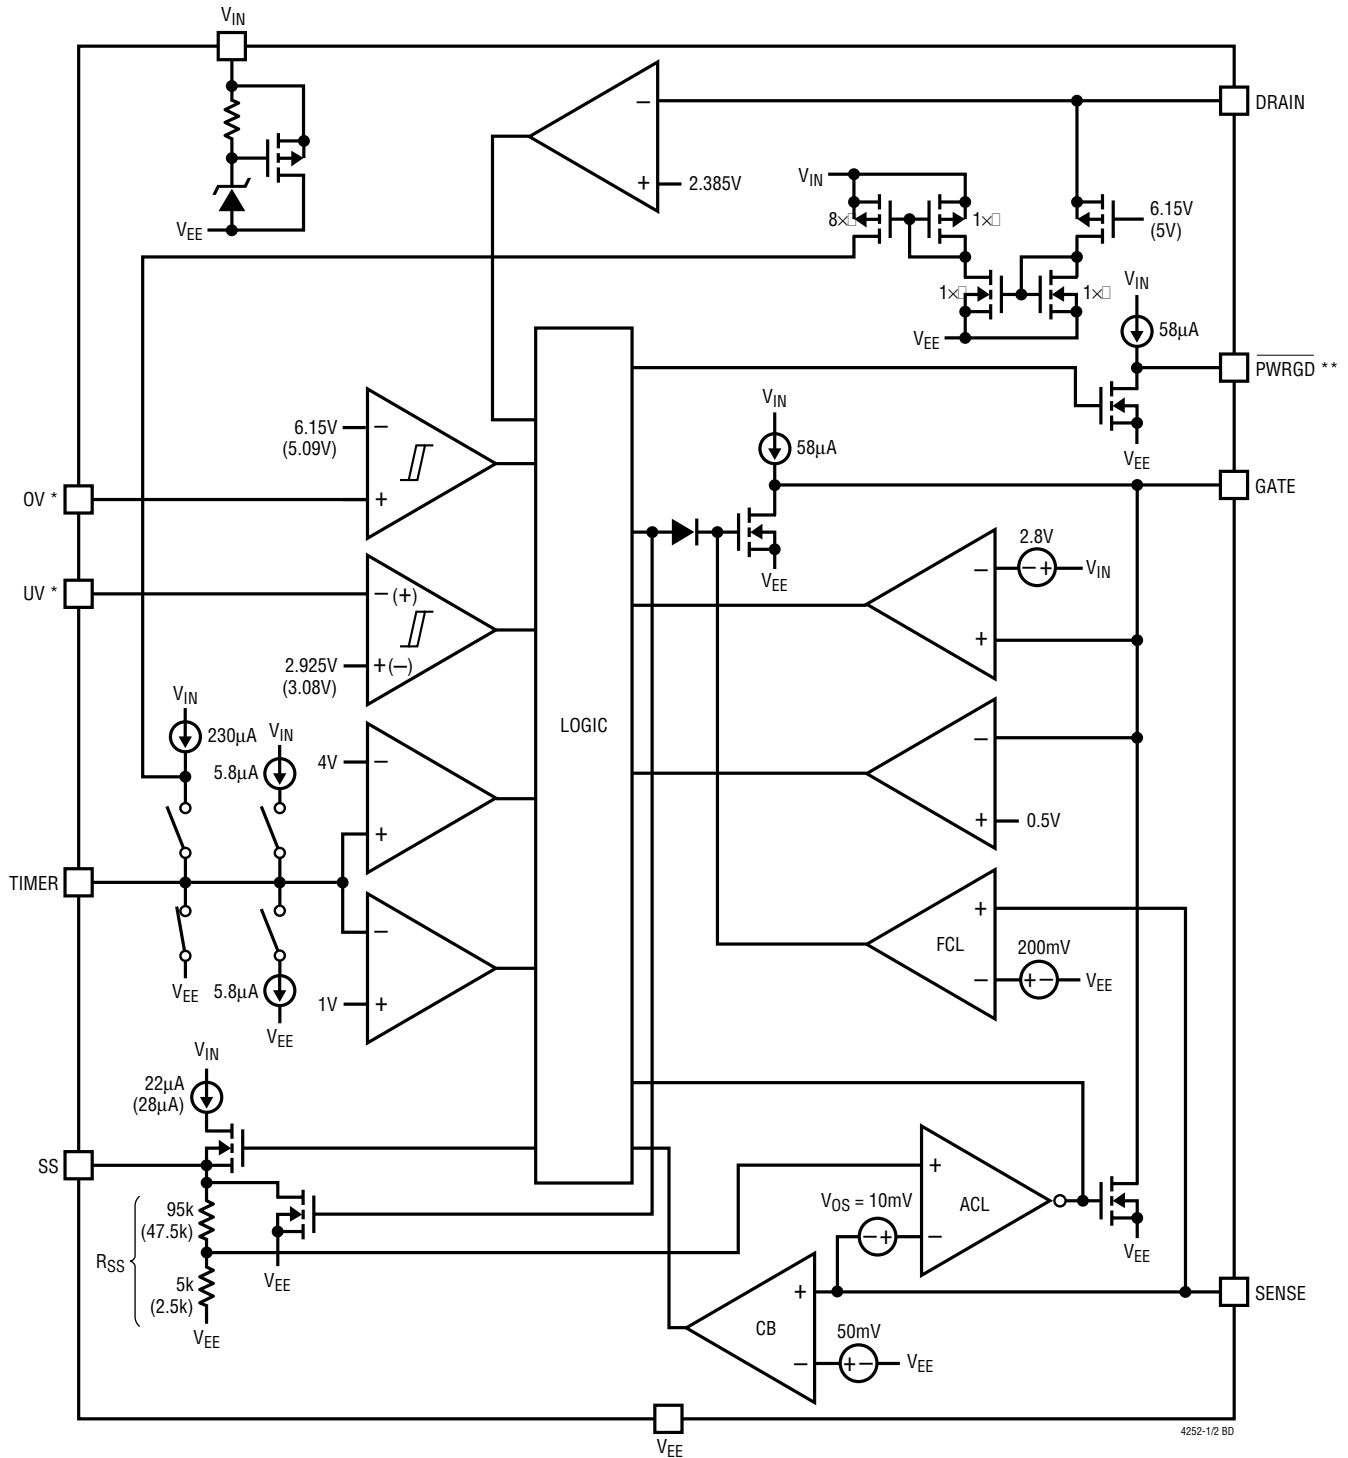 VIN
DRAIN
2.385V
VIN
8×□
1×□
6.15V
(5V)
VEE
1×□
1×□
VIN
VEE
58µA
PWRGD **
VIN
58µA
6.15V
(5.09V)
VEE
GATE
OV *
2.8V
VIN
VEE
UV *
(+)
2.925V
(3.08V)
(–)
VIN
LOGIC
230µA
VIN
5.8µA
4V
0.5V
TIMER
FCL
200mV
VEE
VEE
5.8µA
1V
VEE
VIN
22µA
(28µA)
SS
95k
(47.5k)
VOS = 10mV
ACL
RSS
VEE
VEE
5k
(2.5k)
SENSE
VEE
CB
50mV
VEE
4252-1/2 BD
VEE